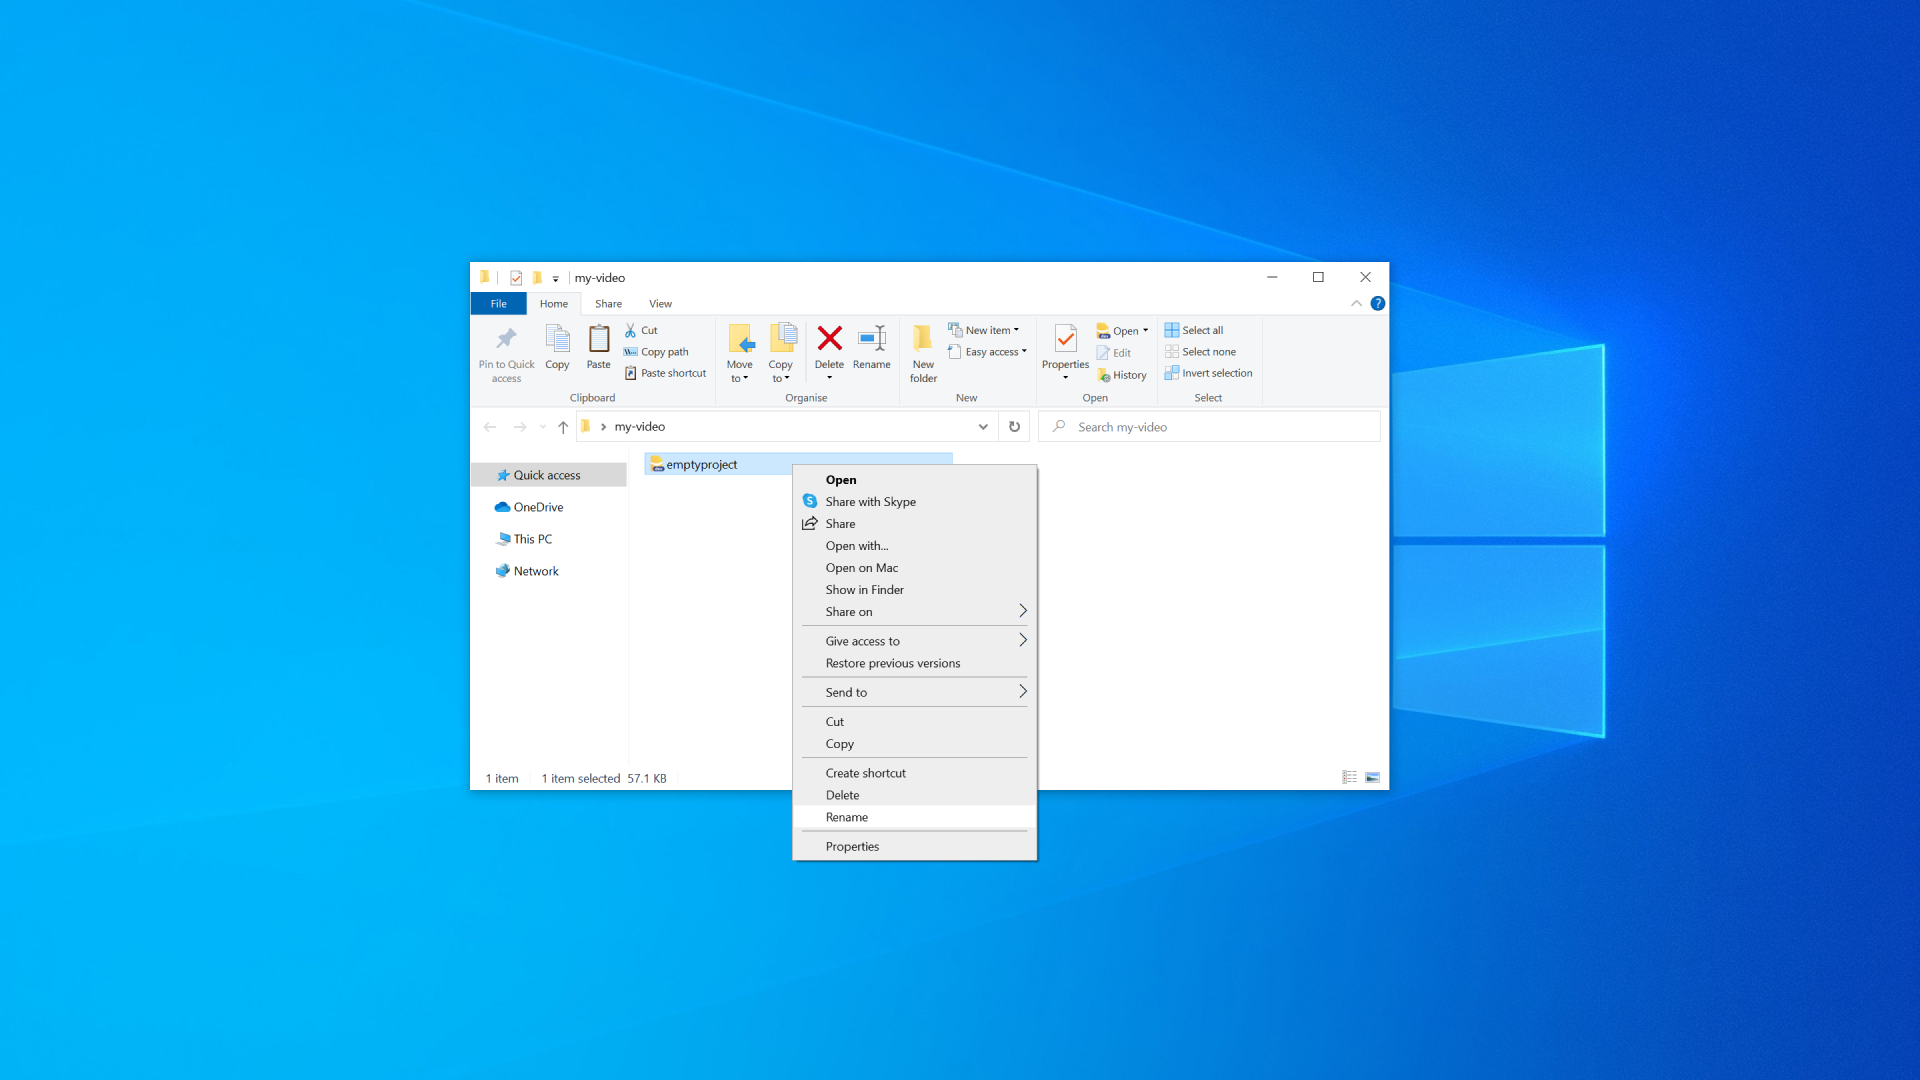 my-video
File Home Share View
Pin to Quick access
Copy
Paste
Cut
Copy path
Paste shortcut
Clipboard
Move to
Copy to
Delete
Rename
Organise
New folder
New item
Easy access
New
Properties
Open
Edit
History
Open
Select all
Select none
Invert selection
Select
my-video
Search my-video
Quick access
OneDrive
This PC
Network
emptyproject
Open
Share with Skype
Share
Open with...
Open on Mac
Show in Finder
Share on
Give access to
Restore previous versions
Send to
Cut
Copy
Create shortcut
Delete
Rename
Properties
1 item 1 item selected 57.1 KB